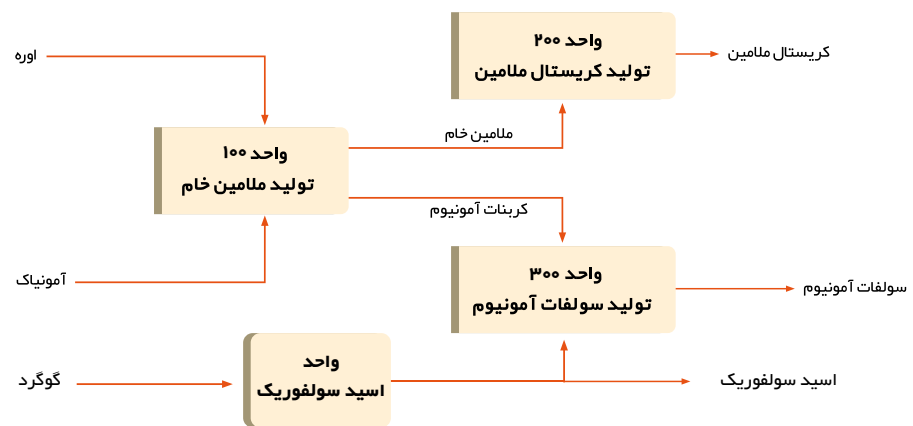 واحد ۲۰۰
تولید کریستال ملامین
کریستال ملامین
اوره
ملامین خام
واحد ۱۰۰
تولید ملامین خام
کربنات آمونیوم
آمونیاک
واحد ۳۰۰
تولید سولفات آمونیوم
سولفات آمونیوم
واحد
اسید سولفوریک
گوگرد
اسید سولفوریک